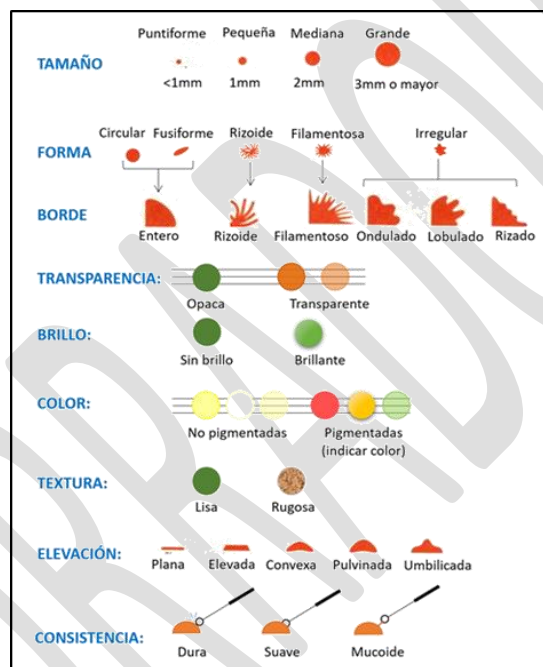 Puntiforme Pequeña Mediana Grande
TAMAÑO
<1mm 1mm 2mm 3mm o mayor
Circular Fusiforme Rizoide Filamentosa Irregular
FORMA
BORDE
Entero Rizoide Filamentoso Ondulado Lobulado Rizado
TRANSPARENCIA:
Opaca Transparente
BRILLO:
Sin brillo Brillante
COLOR:
No pigmentadas Pigmentadas
(indicar color)
TEXTURA:
Lisa Rugosa
ELEVACIÓN:
Plana Elevada Convexa Pulvinada Umbilicada
CONSISTENCIA:
Dura Suave Mucoide